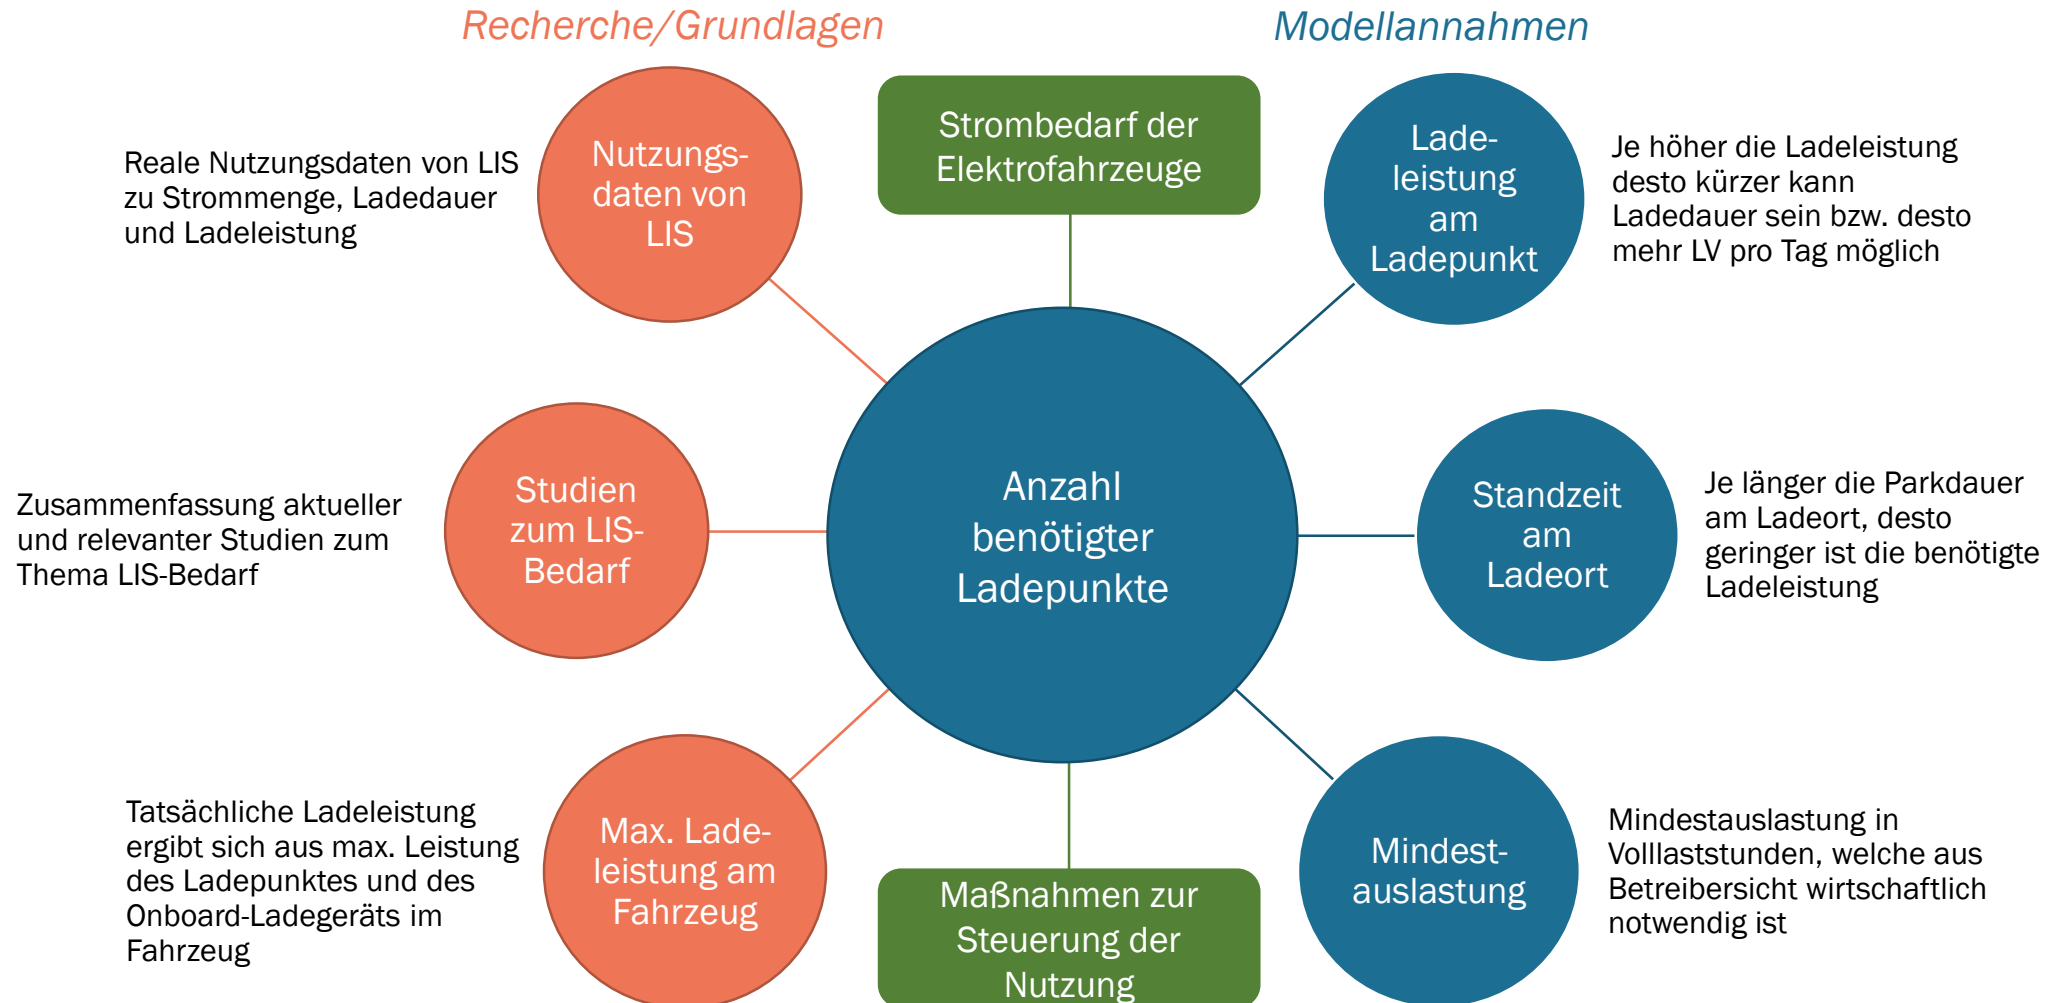 Recherche/Grundlagen
Modellannahmen
Reale Nutzungsdaten von LIS
zu Strommenge, Ladedauer
und Ladeleistung
Nutzungs-
daten von
LIS
Strombedarf der
Elektrofahrzeuge
Lade-
leistung
am
Ladepunkt
Je höher die Ladeleistung
desto kürzer kann
Ladedauer sein bzw. desto
mehr LV pro Tag möglich
Zusammenfassung aktueller
und relevanter Studien zum
Thema LIS-Bedarf
Studien
zum LIS-
Bedarf
Anzahl
benötigter
Ladepunkte
Standzeit
am
Ladeort
Je länger die Parkdauer
am Ladeort, desto
geringer ist die benötigte
Ladeleistung
Tatsächliche Ladeleistung
ergibt sich aus max. Leistung
des Ladepunktes und des
Onboard-Ladegeräts im
Fahrzeug
Max. Lade-
leistung am
Fahrzeug
Maßnahmen zur
Steuerung der
Nutzung
Mindest-
auslastung
Mindestauslastung in
Volllaststunden, welche aus
Betreibersicht wirtschaftlich
notwendig ist